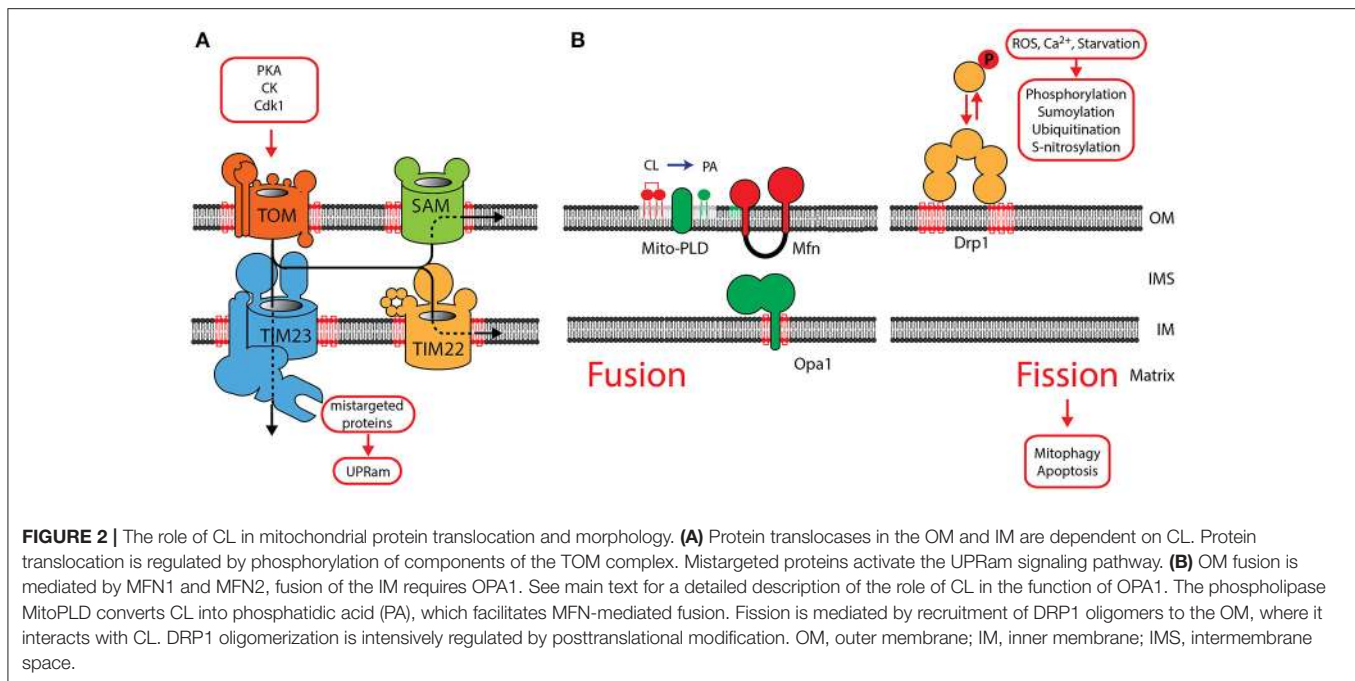 A
PKA
CK
Cdk1
TOM
SAM
TIM23
TIM22
mistargeted
proteins
UPRam
B
ROS, Ca²⁺, Starvation
P
Phosphorylation
Sumoylation
Ubiquitination
S-nitrosylation
CL
PA
Mito-PLD
Mfn
Drp1
OM
IMS
IM
Opa1
Fusion
Fission
Matrix
Mitophagy
Apoptosis
FIGURE 2 | The role of CL in mitochondrial protein translocation and morphology. (A) Protein translocases in the OM and IM are dependent on CL. Protein
translocation is regulated by phosphorylation of components of the TOM complex. Mistargeted proteins activate the UPRam signaling pathway. (B) OM fusion is
mediated by MFN1 and MFN2, fusion of the IM requires OPA1. See main text for a detailed description of the role of CL in the function of OPA1. The phospholipase
MitoPLD converts CL into phosphatidic acid (PA), which facilitates MFN-mediated fusion. Fission is mediated by recruitment of DRP1 oligomers to the OM, where it
interacts with CL. DRP1 oligomerization is intensively regulated by posttranslational modification. OM, outer membrane; IM, inner membrane; IMS, intermembrane
space.